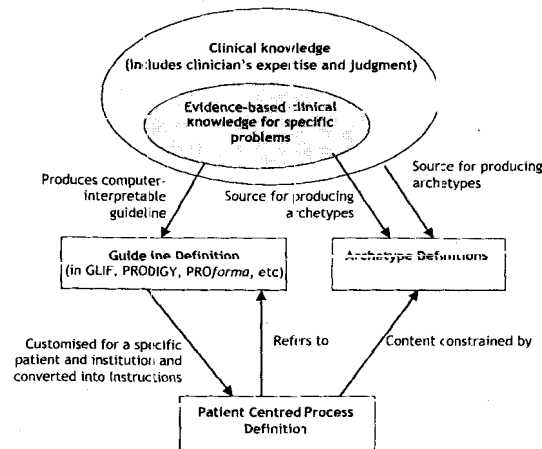 Clinical knowledge
(includes clinician's expertise and judgment)
Evidence-based clinical
knowledge for specific
problems
Source for producing
archetypes
Produces computer-
interpretable
guideline
Source for producing
archetypes
Guideline Definition
(in GLIF, PRODIGY, PROforma, etc)
Archetype Definitions
Customised for a specific
patient and institution and
converted into Instructions
Refers to
Content constrained by
Patient Centred Process
Definition